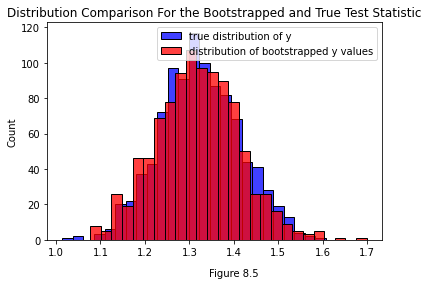 Distribution Comparison For the Bootstrapped and True Test Statistic
true distribution of y
distribution of bootstrapped y values
Count
120
100
80
60
40
20
0
1.0 1.1 1.2 1.3 1.4 1.5 1.6 1.7
Figure 8.5